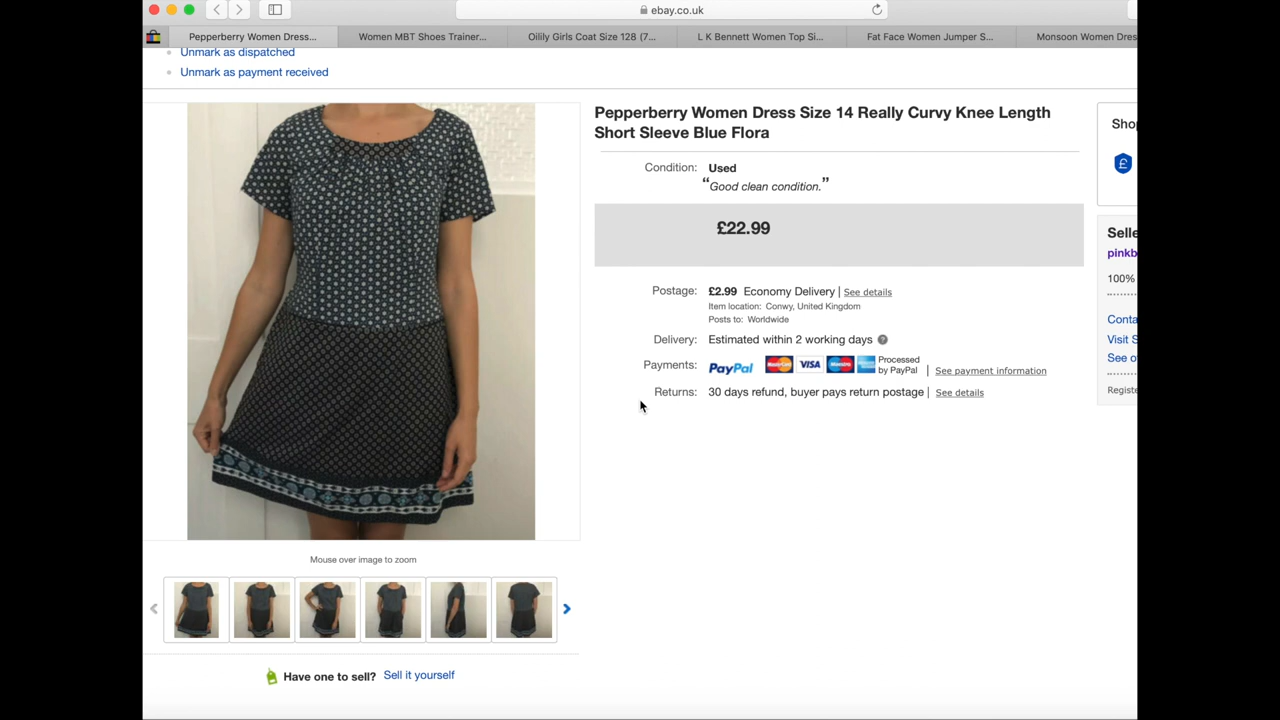 ebay.co.uk
Pepperberry Women Dress...
Women MBT Shoes Trainer...
Oilily Girls Coat Size 128 (7...
L K Bennett Women Top Si...
Fat Face Women Jumper S...
Monsoon Women Dres
Unmark as dispatched
Unmark as payment received
Pepperberry Women Dress Size 14 Really Curvy Knee Length
Short Sleeve Blue Flora
Condition: Used
“Good clean condition.”
£22.99
Postage: £2.99 Economy Delivery | See details
Item location: Conwy, United Kingdom
Posts to: Worldwide
Delivery: Estimated within 2 working days
Payments: PayPal MasterCard VISA Maestro Processed
by PayPal | See payment information
Returns: 30 days refund, buyer pays return postage | See details
Shop
£
Selle
pinkb
100%
Conta
Visit S
See o
Registe
Mouse over image to zoom
Have one to sell? Sell it yourself